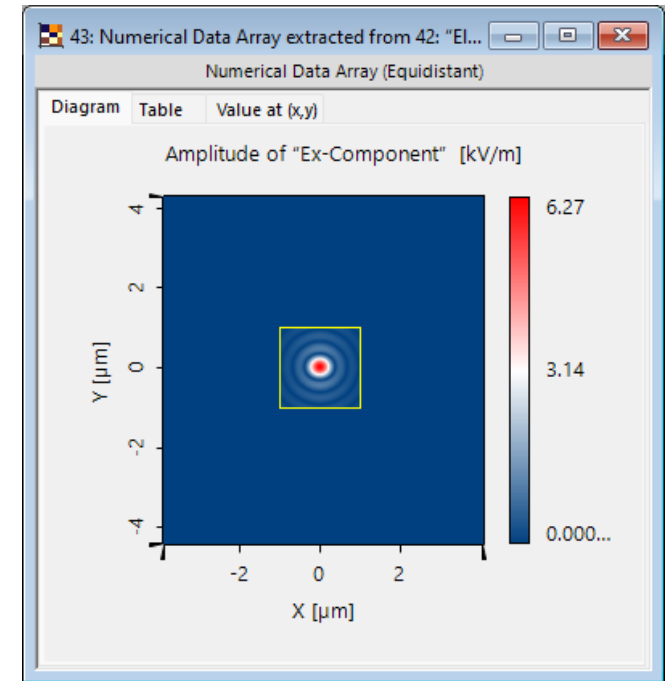 43: Numerical Data Array extracted from 42: “El...
Numerical Data Array (Equidistant)
Diagram Table Value at (x,y)
Amplitude of “Ex-Component” [kV/m]
4
2
0
-2
-4
Y [µm]
-2 0 2
X [µm]
6.27
3.14
0.000...